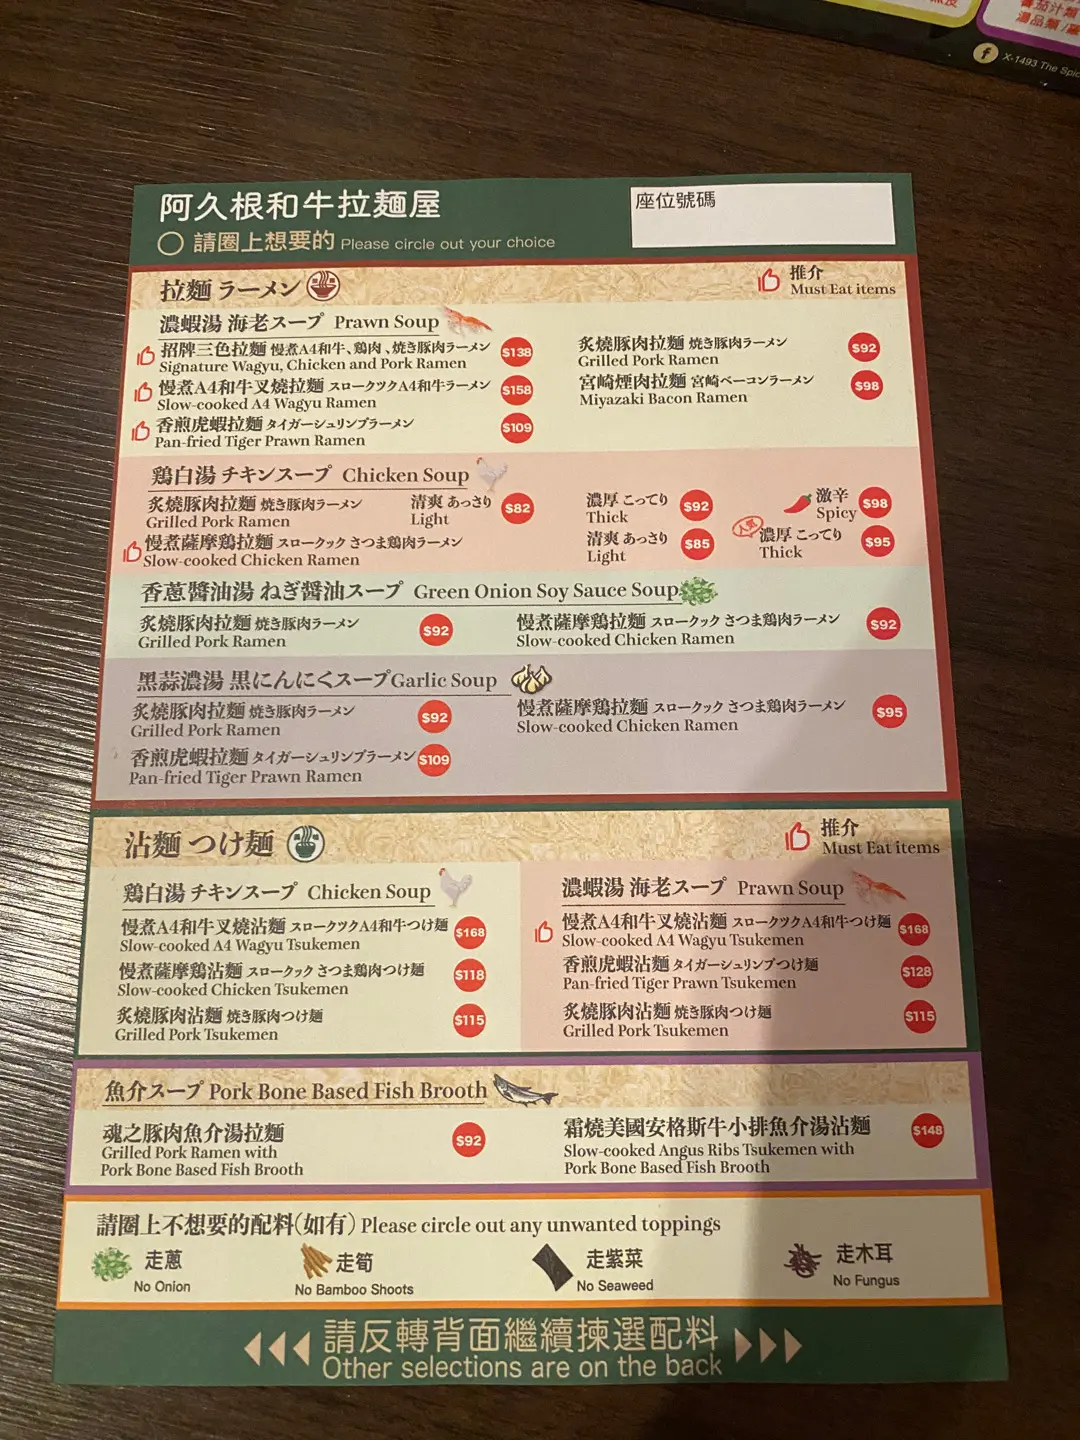 番茄汁類
湯品類
X-1493 The Spic
阿久根和牛拉麵屋
座位號碼
請圈上想要的 Please circle out your choice
拉麵 ラーメン
推介
Must Eat items
濃蝦湯 海老スープ Prawn Soup
招牌三色拉麵 慢煮A4和牛、鶏肉、焼き豚肉ラーメン $138
Signature Wagyu, Chicken and Pork Ramen
慢煮A4和牛叉燒拉麵 スロークツクA4和牛ラーメン $158
Slow-cooked A4 Wagyu Ramen
香煎虎蝦拉麵 タイガーシュリンプラーメン $109
Pan-fried Tiger Prawn Ramen
炙燒豚肉拉麵 焼き豚肉ラーメン $92
Grilled Pork Ramen
宮崎煙肉拉麵 宮崎ベーコンラーメン $98
Miyazaki Bacon Ramen
鶏白湯 チキンスープ Chicken Soup
炙燒豚肉拉麵 焼き豚肉ラーメン 清爽 あっさり $82 濃厚 こってり $92 激辛 $98
Grilled Pork Ramen Light Thick Spicy
慢煮薩摩鶏拉麵 スロークック さつま鶏肉ラーメン 清爽 あっさり $85 人気 濃厚 こってり $95
Slow-cooked Chicken Ramen Light Thick
香蔥醬油湯 ねぎ醤油スープ Green Onion Soy Sauce Soup
炙燒豚肉拉麵 焼き豚肉ラーメン $92 慢煮薩摩鶏拉麵 スロークック さつま鶏肉ラーメン $92
Grilled Pork Ramen Slow-cooked Chicken Ramen
黑蒜濃湯 黒にんにくスープGarlic Soup
炙燒豚肉拉麵 焼き豚肉ラーメン $92 慢煮薩摩鶏拉麵 スロークック さつま鶏肉ラーメン $95
Grilled Pork Ramen Slow-cooked Chicken Ramen
香煎虎蝦拉麵 タイガーシュリンプラーメン $109
Pan-fried Tiger Prawn Ramen
沾麵 つけ麺
推介
Must Eat items
鶏白湯 チキンスープ Chicken Soup
慢煮A4和牛叉燒沾麵 スロークツクA4和牛つけ麺 $168
Slow-cooked A4 Wagyu Tsukemen
慢煮薩摩鶏沾麵 スロークック さつま鶏肉つけ麺 $118
Slow-cooked Chicken Tsukemen
炙燒豚肉沾麵 焼き豚肉つけ麺 $115
Grilled Pork Tsukemen
濃蝦湯 海老スープ Prawn Soup
慢煮A4和牛叉燒沾麵 スロークツクA4和牛つけ麺 $168
Slow-cooked A4 Wagyu Tsukemen
香煎虎蝦沾麵 タイガーシュリンプつけ麺 $128
Pan-fried Tiger Prawn Tsukemen
炙燒豚肉沾麵 焼き豚肉つけ麺 $115
Grilled Pork Tsukemen
魚介スープ Pork Bone Based Fish Brooth
魂之豚肉魚介湯拉麵 $92
Grilled Pork Ramen with
Pork Bone Based Fish Brooth
霜燒美國安格斯牛小排魚介湯沾麵 $148
Slow-cooked Angus Ribs Tsukemen with
Pork Bone Based Fish Brooth
請圈上不想要的配料(如有) Please circle out any unwanted toppings
走蔥 走筍 走紫菜 走木耳
No Onion No Bamboo Shoots No Seaweed No Fungus
請反轉背面繼續揀選配料
Other selections are on the back